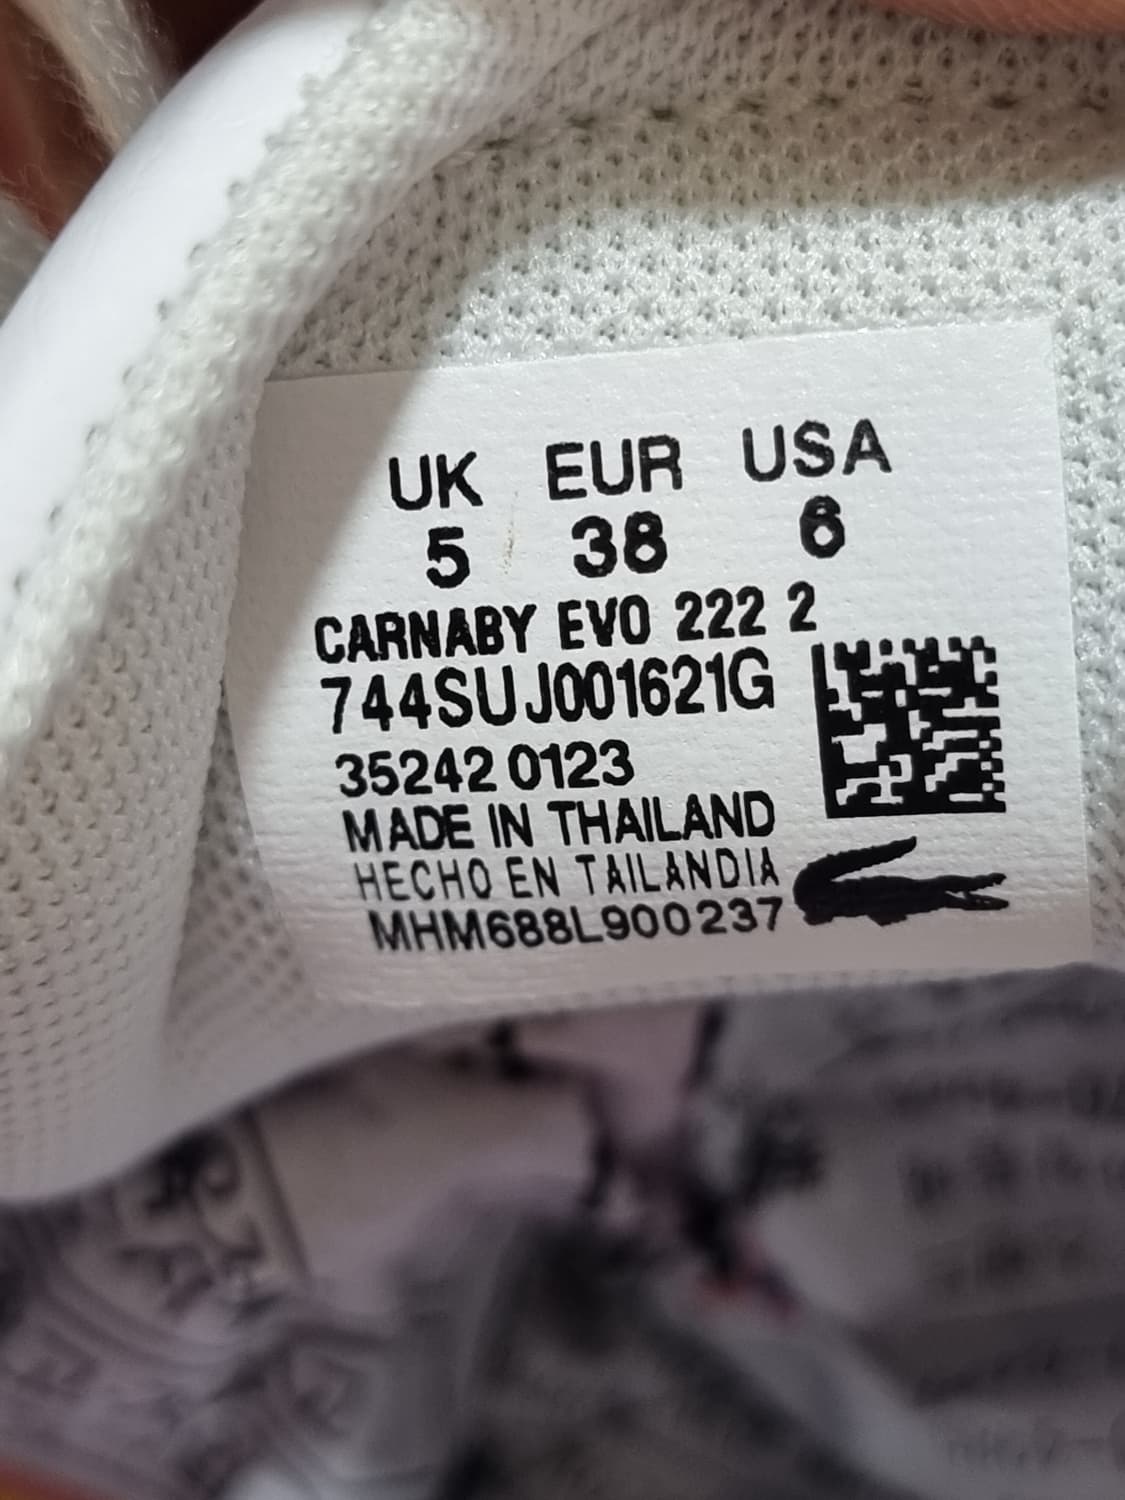 UK EUR USA
5 38 6
CARNABY EVO 222 2
744SUJ001621G
35242 0123
MADE IN THAILAND
HECHO EN TAILANDIA
MHM688L900237